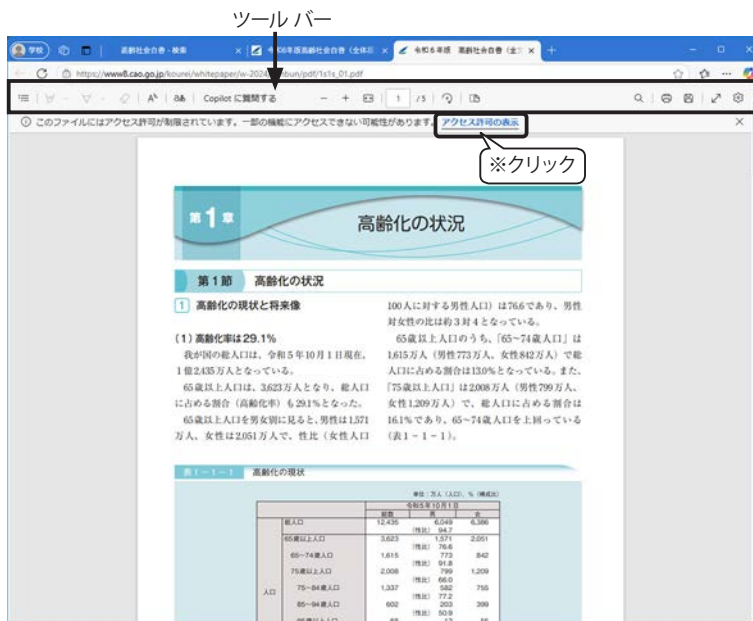 ツール バー
学校
高齢社会白書 - 検索
令和6年版高齢社会白書（全体
令和６年版 高齢社会白書（全
https://www8.cao.go.jp/kourei/whitepaper/w-2024/
bun/pdf/1s1s_01.pdf
Copilot に質問する
1 /5
このファイルにはアクセス許可が制限されています。一部の機能にアクセスできない可能性があります。 アクセス許可の表示
※クリック
第1章
高齢化の状況
第1節 高齢化の状況
1 高齢化の現状と将来像
(1) 高齢化率は29.1%
我が国の総人口は、令和５年10月１日現在、
１億2,435万人となっている。
65歳以上人口は、3,623万人となり、総人口
に占める割合（高齢化率）も29.1%となった。
65歳以上人口を男女別に見ると、男性は1,571
万人、女性は2,051万人で、性比（女性人口
100人に対する男性人口）は76.6であり、男性
対女性の比は約３対４となっている。
65歳以上人口のうち、「65～74歳人口」は
1,615万人（男性773万人、女性842万人）で総
人口に占める割合は13.0%となっている。また、
「75歳以上人口」は2,008万人（男性799万人、
女性1,209万人）で、総人口に占める割合は
16.1%であり、65～74歳人口を上回っている
（表１－１－１）。
表１－１－１ 高齢化の現状
単位：万人（人口）、%（構成比）
令和5年10月1日
総数 男 女
人口
総人口 12,435 6,049 6,386
(性比) 94.7
65歳以上人口 3,623 1,571 2,051
(性比) 76.6
65～74歳人口 1,615 773 842
(性比) 91.8
75歳以上人口 2,008 799 1,209
(性比) 66.0
75～84歳人口 1,337 582 755
(性比) 77.2
85～94歳人口 602 203 399
(性比) 50.9